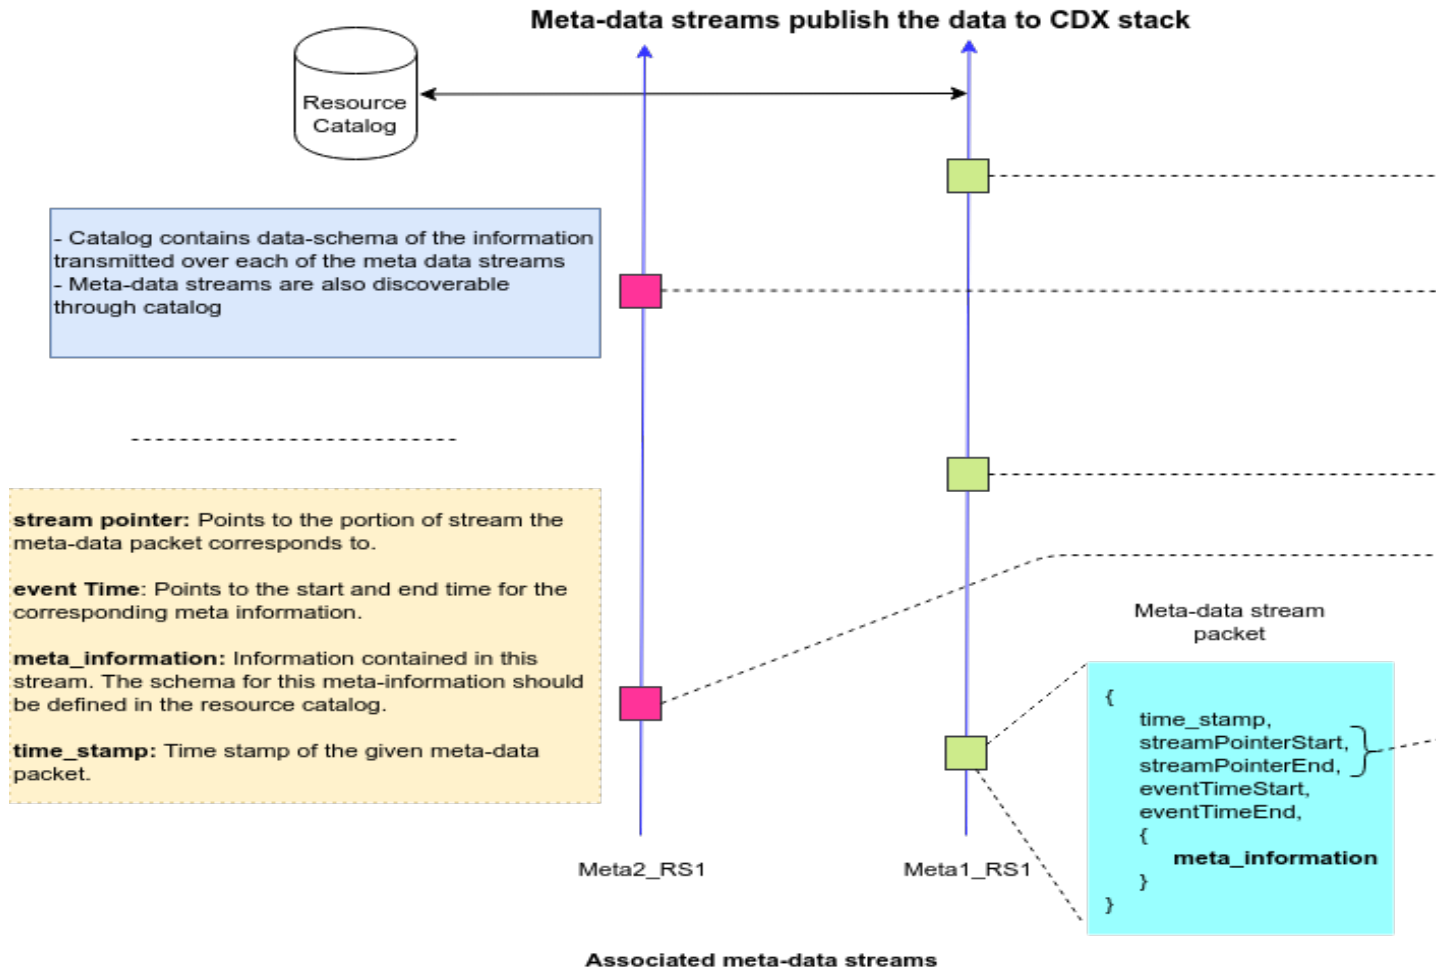 Meta-data streams publish the data to CDX stack
Resource
Catalog
- Catalog contains data-schema of the information
transmitted over each of the meta data streams
- Meta-data streams are also discoverable
through catalog
stream pointer: Points to the portion of stream the
meta-data packet corresponds to.
event Time: Points to the start and end time for the
corresponding meta information.
meta_information: Information contained in this
stream. The schema for this meta-information should
be defined in the resource catalog.
time_stamp: Time stamp of the given meta-data
packet.
Meta-data stream
packet
{
time_stamp,
streamPointerStart,
streamPointerEnd,
eventTimeStart,
eventTimeEnd,
{
meta_information
}
}
Meta2_RS1
Meta1_RS1
Associated meta-data streams